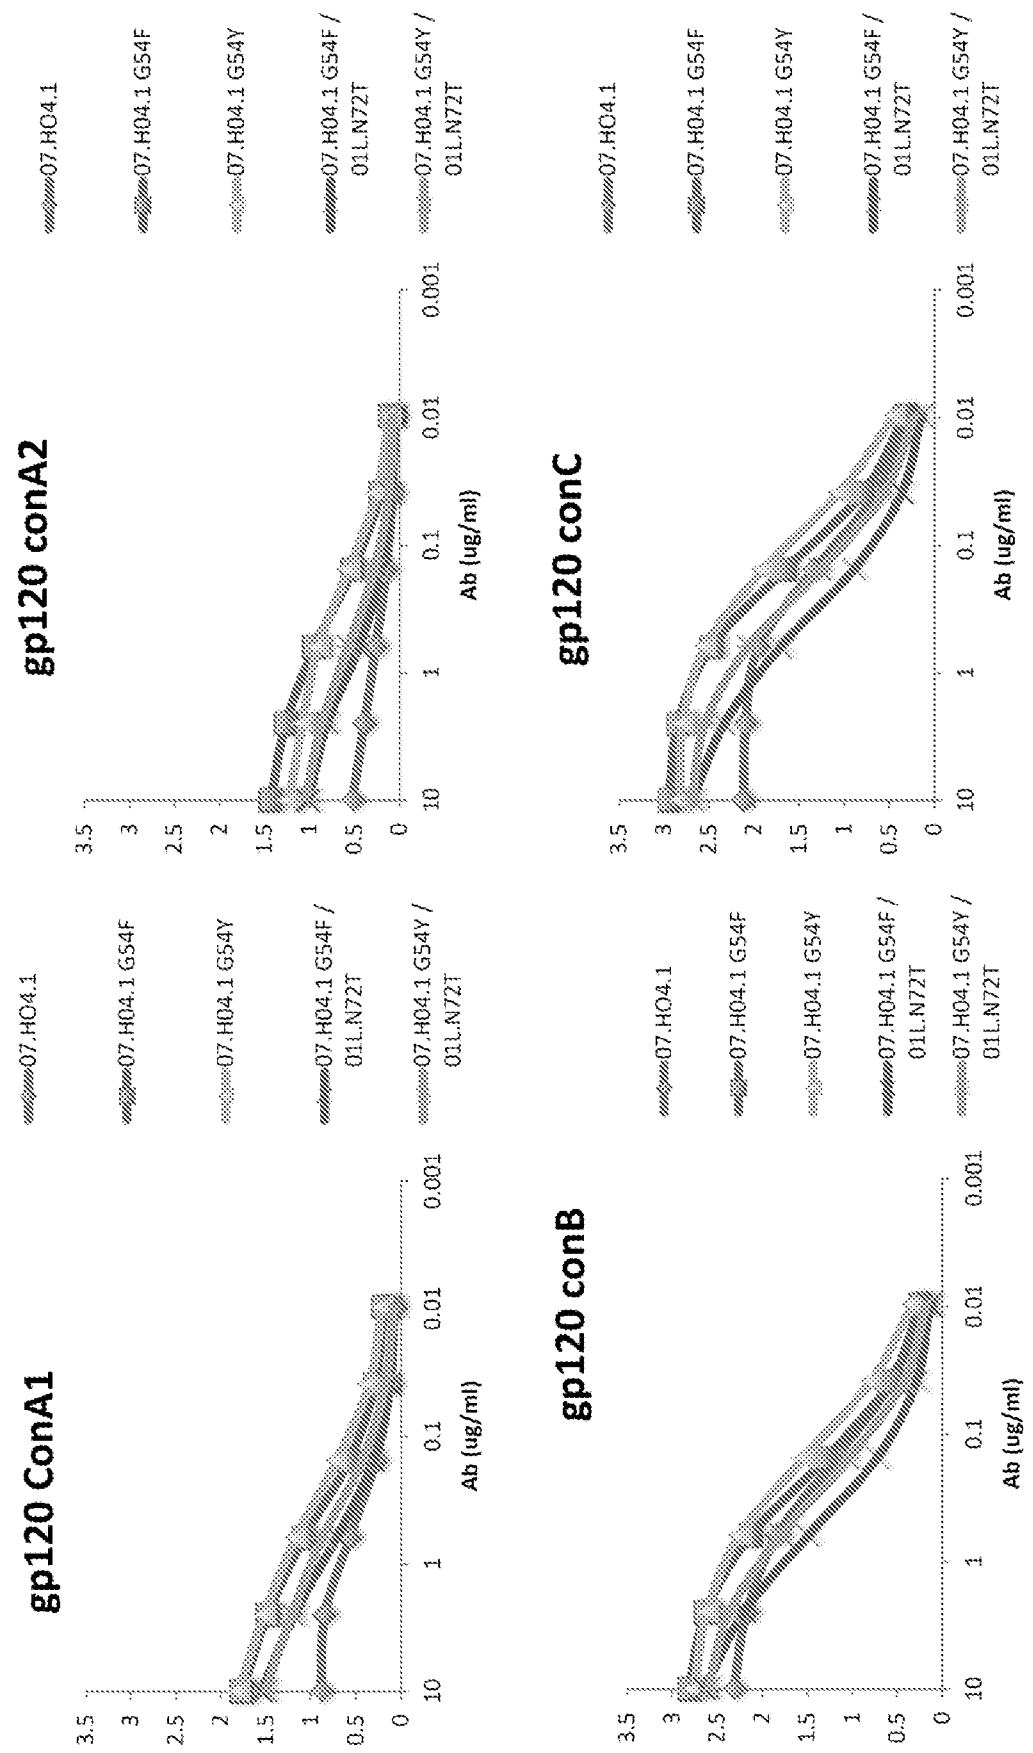 gp120 ConA1
3.5
3
2.5
2
1.5
1
0.5
0
10
1
0.1
0.01
0.001
Ab (ug/ml)
07.HO4.1
07.H04.1 G54F
07.H04.1 G54Y
07.H04.1 G54F /
01L.N72T
07.H04.1 G54Y /
01L.N72T
gp120 conA2
3.5
3
2.5
2
1.5
1
0.5
0
10
1
0.1
0.01
0.001
Ab (ug/ml)
07.HO4.1
07.H04.1 G54F
07.H04.1 G54Y
07.H04.1 G54F /
01L.N72T
07.H04.1 G54Y /
01L.N72T
gp120 conB
3.5
3
2.5
2
1.5
1
0.5
0
10
1
0.1
0.01
0.001
Ab (ug/ml)
07.HO4.1
07.H04.1 G54F
07.H04.1 G54Y
07.H04.1 G54F /
01L.N72T
07.H04.1 G54Y /
01L.N72T
gp120 conC
3.5
3
2.5
2
1.5
1
0.5
0
10
1
0.1
0.01
0.001
Ab (ug/ml)
07.HO4.1
07.H04.1 G54F
07.H04.1 G54Y
07.H04.1 G54F /
01L.N72T
07.H04.1 G54Y /
01L.N72T